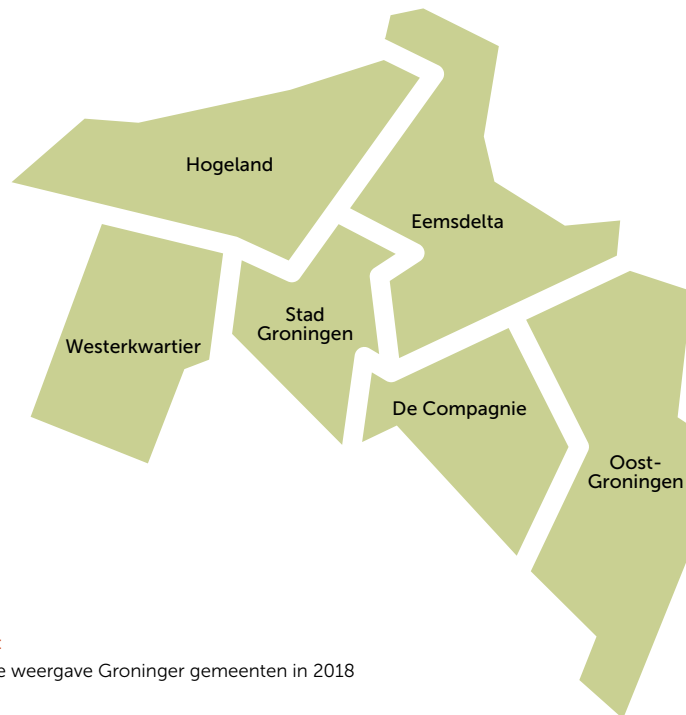 Hogeland
Eemsdelta
Stad
Groningen
Westerkwartier
De Compagnie
Oost-
Groningen
weergave Groninger gemeenten in 2018